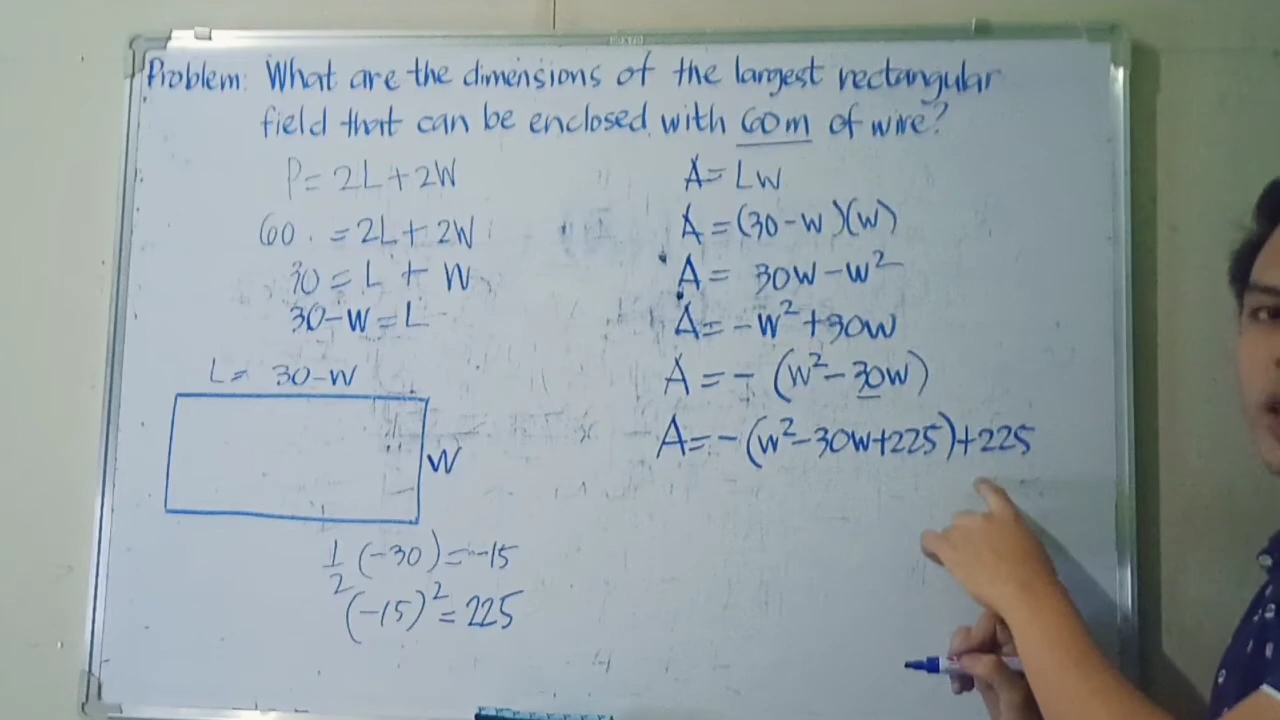 Problem: What are the dimensions of the largest rectangular
field that can be enclosed with 60m of wire?
P = 2L + 2W
60 = 2L + 2W
30 = L + W
30 - W = L
L = 30 - W
W
1/2 (-30) = -15
(-15)² = 225
A = LW
A = (30 - W)(W)
A = 30W - W²
A = -W² + 30W
A = - (W² - 30W)
A = - (W² - 30W + 225) + 225